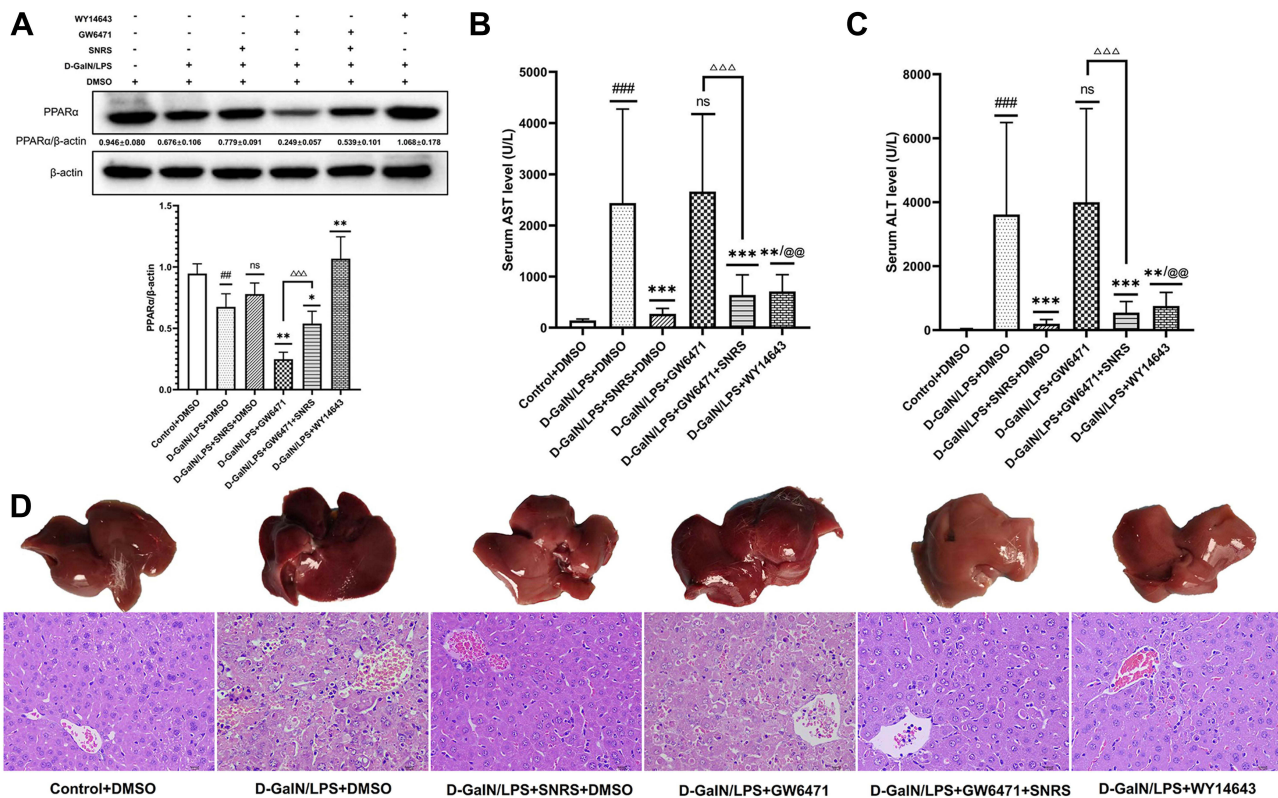 A
WY14643 - - - - - +
GW6471 - - - + + -
SNRS - - + - + -
D-GalN/LPS - + + + + +
DMSO + + + + + +
PPARα
PPARα/β-actin 0.946±0.080 0.676±0.106 0.779±0.091 0.249±0.057 0.539±0.101 1.068±0.178
β-actin
PPARα/β-actin
1.5
1.0
0.5
0.0
##
ns
**
△△△
*
**
Control+DMSO
D-GalN/LPS+DMSO
D-GalN/LPS+SNRS+DMSO
D-GalN/LPS+GW6471
D-GalN/LPS+GW6471+SNRS
D-GalN/LPS+WY14643
B
Serum AST level (U/L)
5000
4000
3000
2000
1000
0
###
***
ns
△△△
***
**/@@
Control+DMSO
D-GalN/LPS+DMSO
D-GalN/LPS+SNRS+DMSO
D-GalN/LPS+GW6471
D-GalN/LPS+GW6471+SNRS
D-GalN/LPS+WY14643
C
Serum ALT level (U/L)
8000
6000
4000
2000
0
###
***
ns
△△△
***
**/@@
Control+DMSO
D-GalN/LPS+DMSO
D-GalN/LPS+SNRS+DMSO
D-GalN/LPS+GW6471
D-GalN/LPS+GW6471+SNRS
D-GalN/LPS+WY14643
D
Control+DMSO
D-GalN/LPS+DMSO
D-GalN/LPS+SNRS+DMSO
D-GalN/LPS+GW6471
D-GalN/LPS+GW6471+SNRS
D-GalN/LPS+WY14643